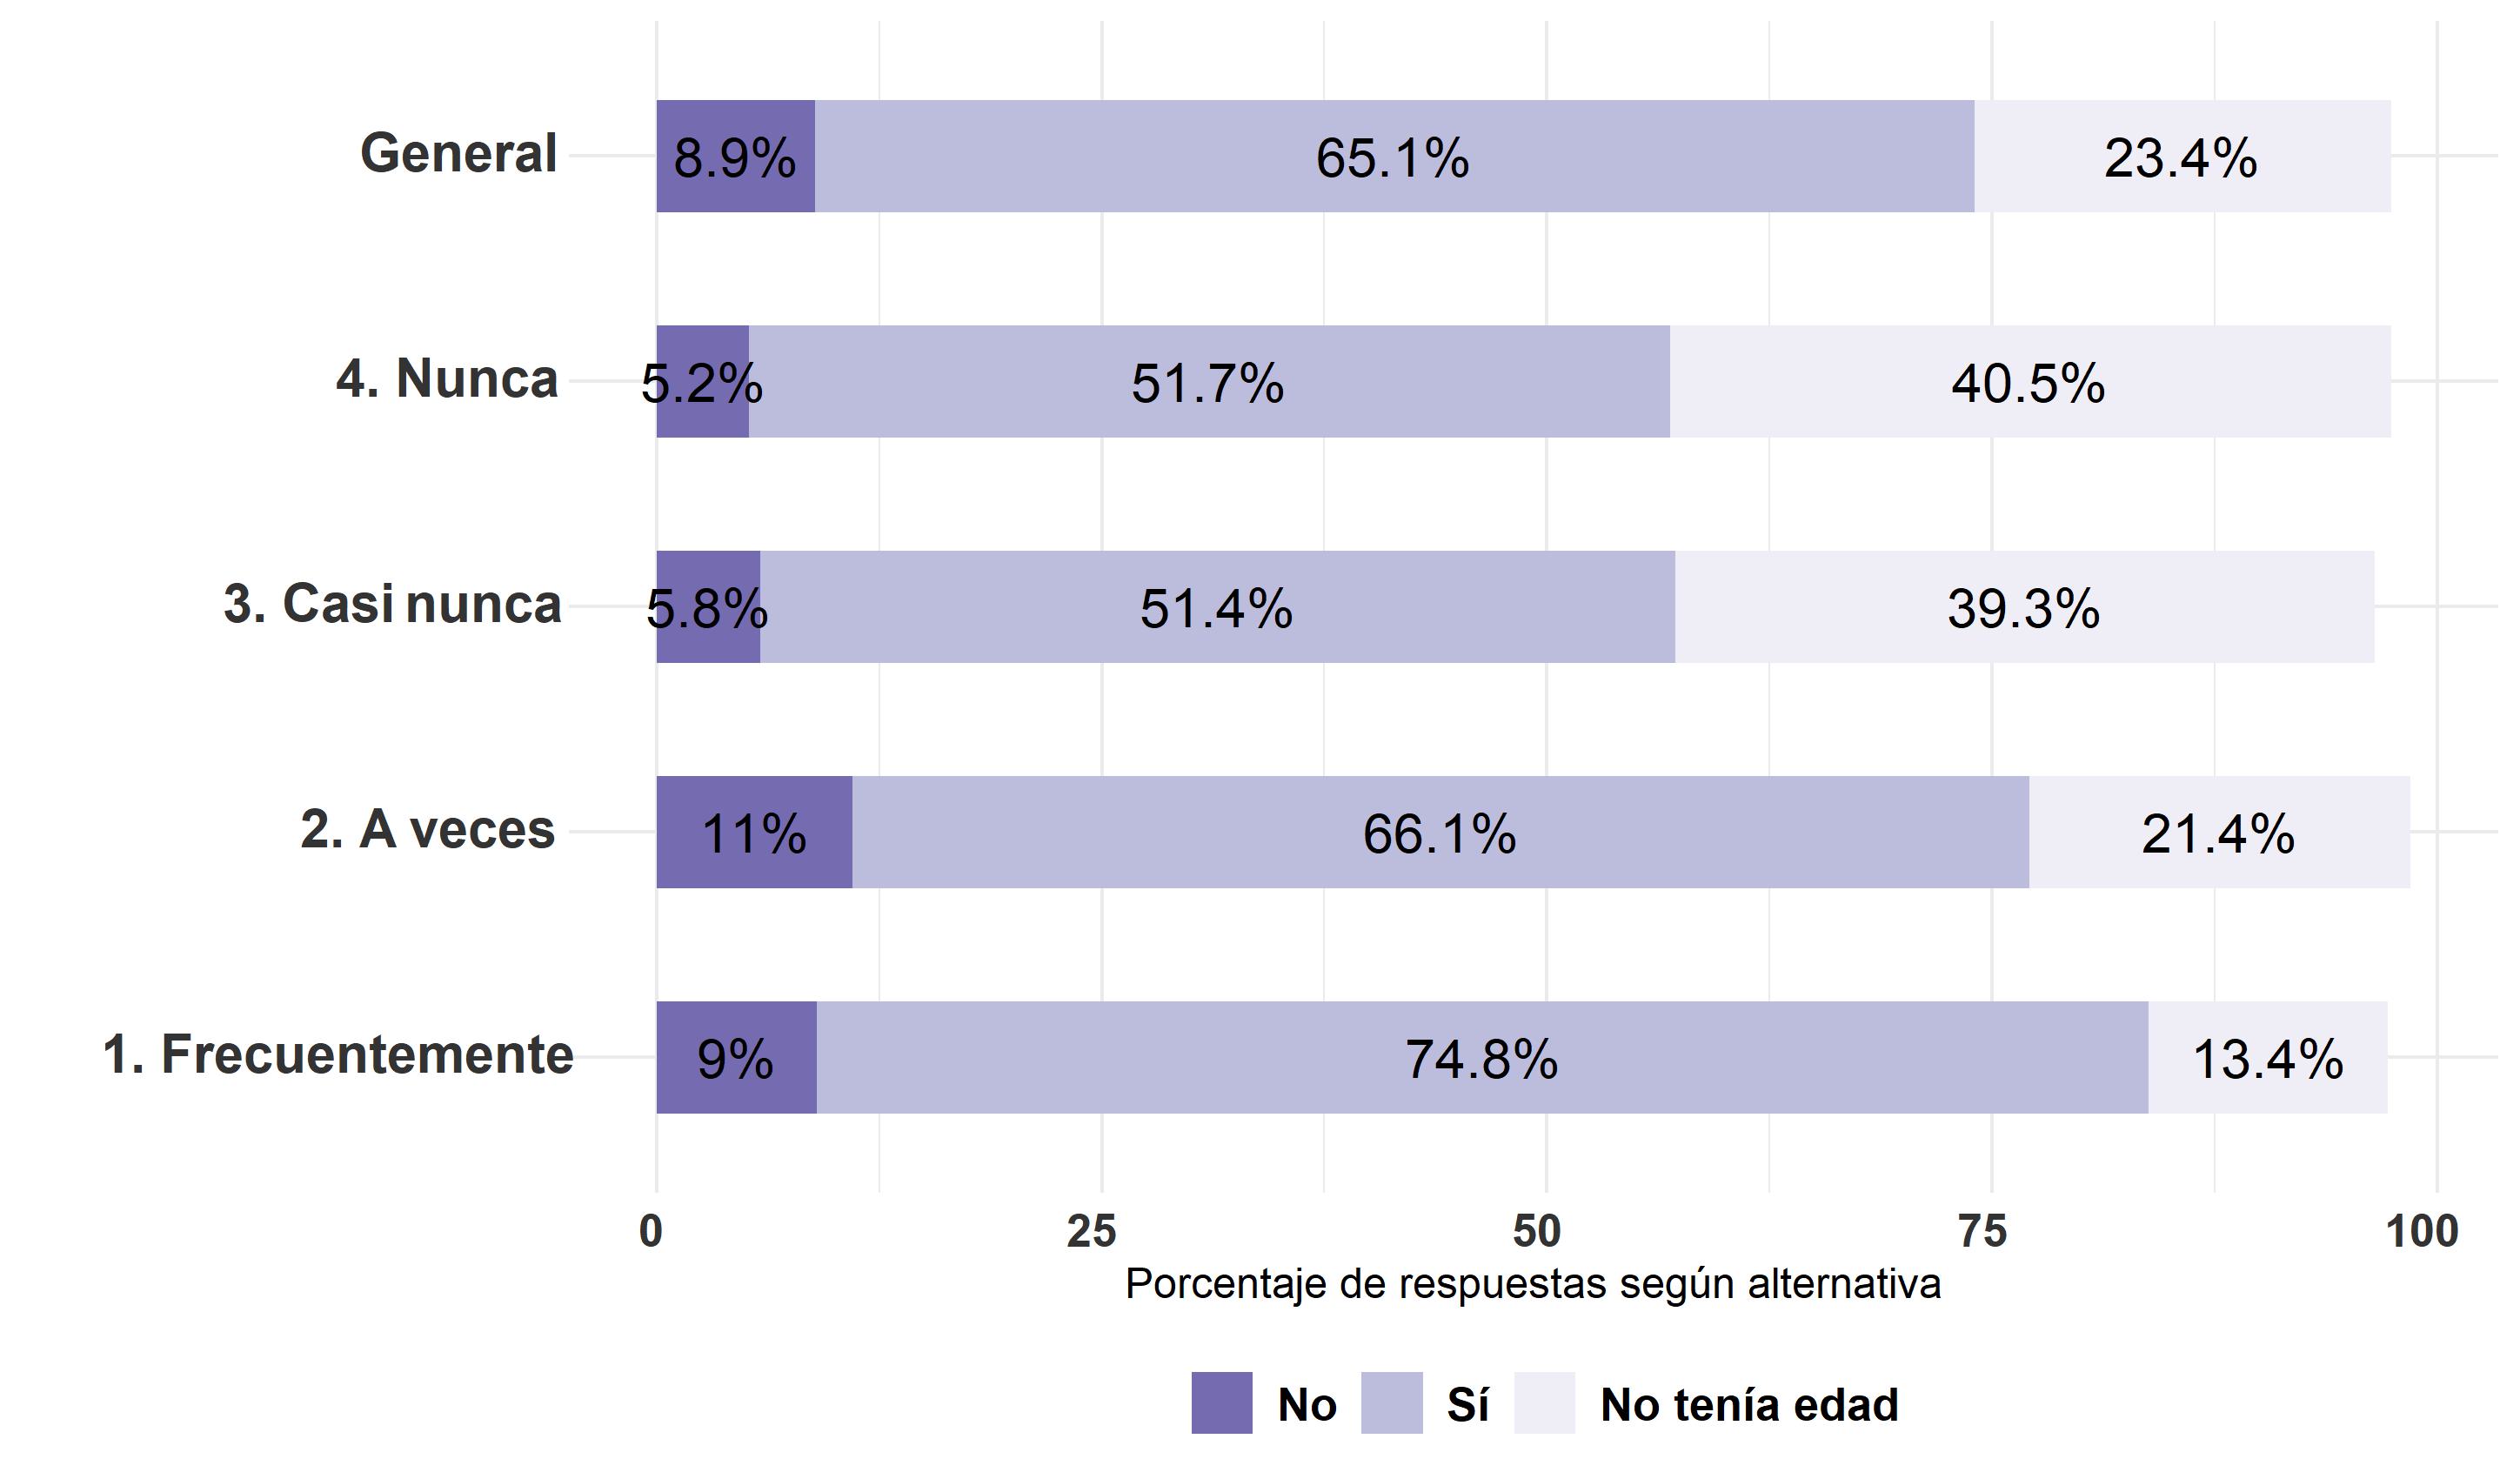 General 8.9% 65.1% 23.4%
4. Nunca 5.2% 51.7% 40.5%
3. Casi nunca 5.8% 51.4% 39.3%
2. A veces 11% 66.1% 21.4%
1. Frecuentemente 9% 74.8% 13.4%
0 25 50 75 100
Porcentaje de respuestas según alternativa
No Sí No tenía edad